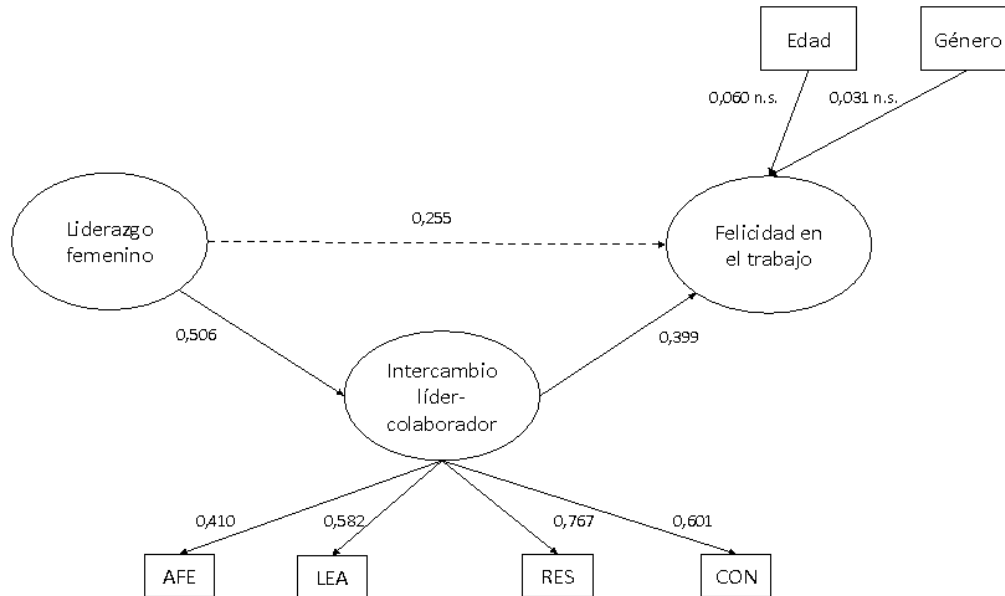 Edad
Género
0,060 n.s.
0,031 n.s.
Liderazgo
femenino
0,255
Felicidad en
el trabajo
0,506
0,399
Intercambio
líder-
colaborador
0,410
0,582
0,767
0,601
AFE
LEA
RES
CON